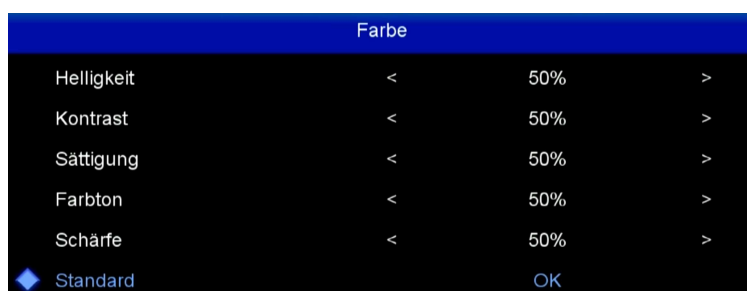 Farbe
Helligkeit < 50% >
Kontrast < 50% >
Sättigung < 50% >
Farbton < 50% >
Schärfe < 50% >
Standard OK